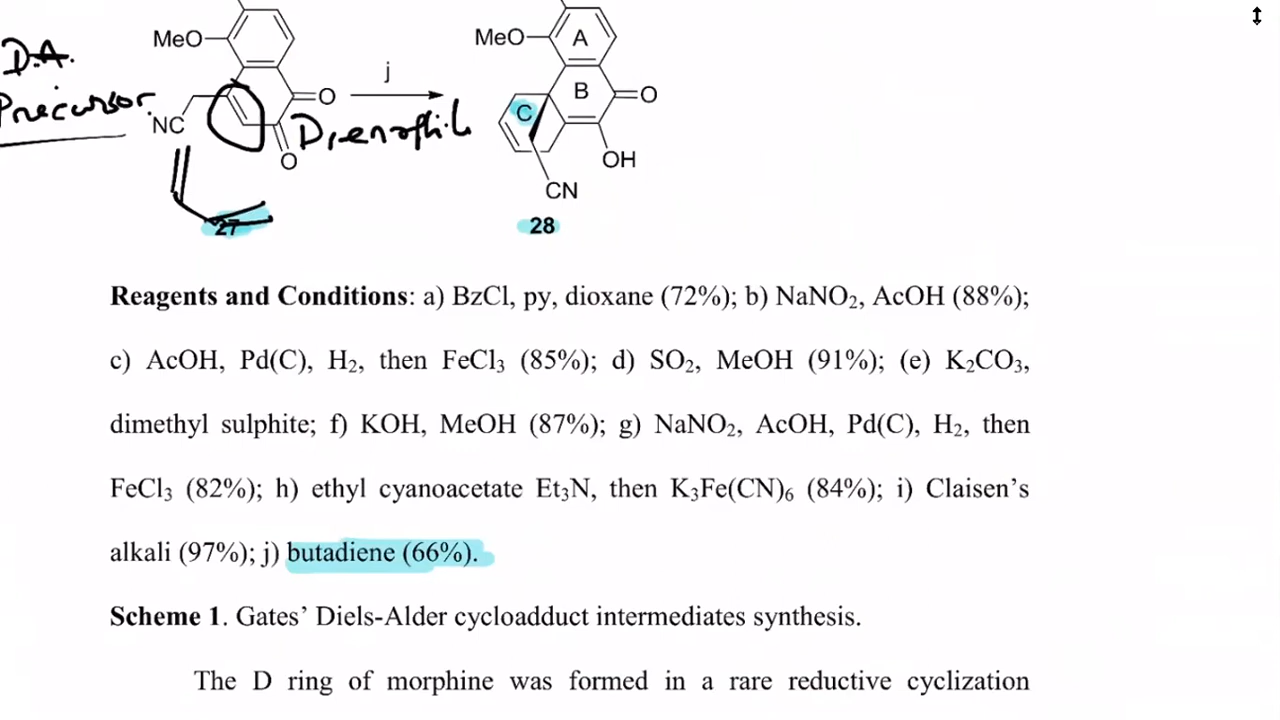 MeO
MeO
A
D.A.
j
B
O
O
Precursor.
C
NC
Dienophile
O
OH
CN
27
28
Reagents and Conditions: a) BzCl, py, dioxane (72%); b) NaNO₂, AcOH (88%);
c) AcOH, Pd(C), H₂, then FeCl₃ (85%); d) SO₂, MeOH (91%); (e) K₂CO₃,
dimethyl sulphite; f) KOH, MeOH (87%); g) NaNO₂, AcOH, Pd(C), H₂, then
FeCl₃ (82%); h) ethyl cyanoacetate Et₃N, then K₃Fe(CN)₆ (84%); i) Claisen’s
alkali (97%); j) butadiene (66%).
Scheme 1. Gates’ Diels-Alder cycloadduct intermediates synthesis.
The D ring of morphine was formed in a rare reductive cyclization